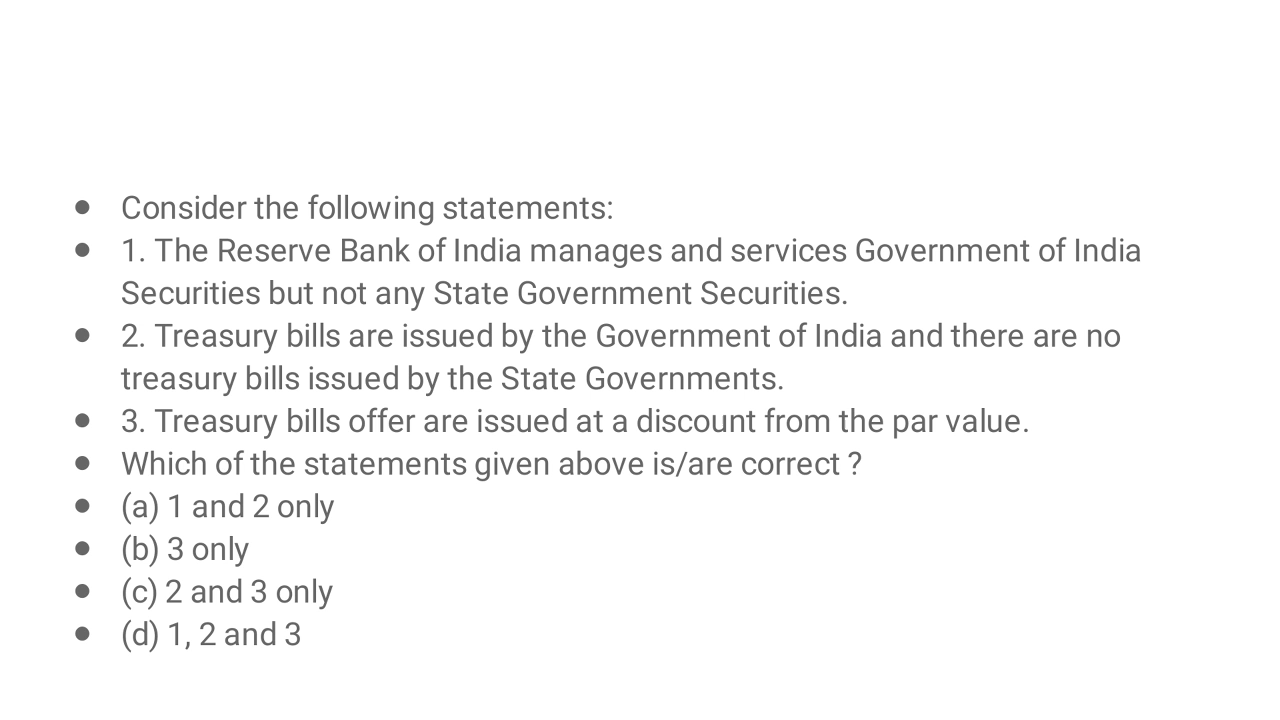 ● Consider the following statements:
● 1. The Reserve Bank of India manages and services Government of India
Securities but not any State Government Securities.
● 2. Treasury bills are issued by the Government of India and there are no
treasury bills issued by the State Governments.
● 3. Treasury bills offer are issued at a discount from the par value.
● Which of the statements given above is/are correct ?
● (a) 1 and 2 only
● (b) 3 only
● (c) 2 and 3 only
● (d) 1, 2 and 3